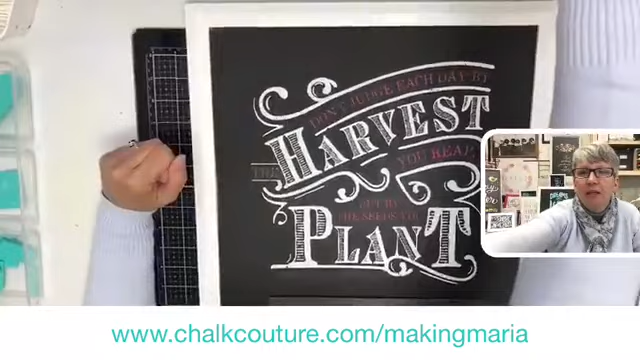 DON'T JUDGE EACH DAY BY
THE HARVEST
YOU REAP,
BUT BY
THE SEEDS YOU
PLANT
www.chalkcouture.com/makingmaria